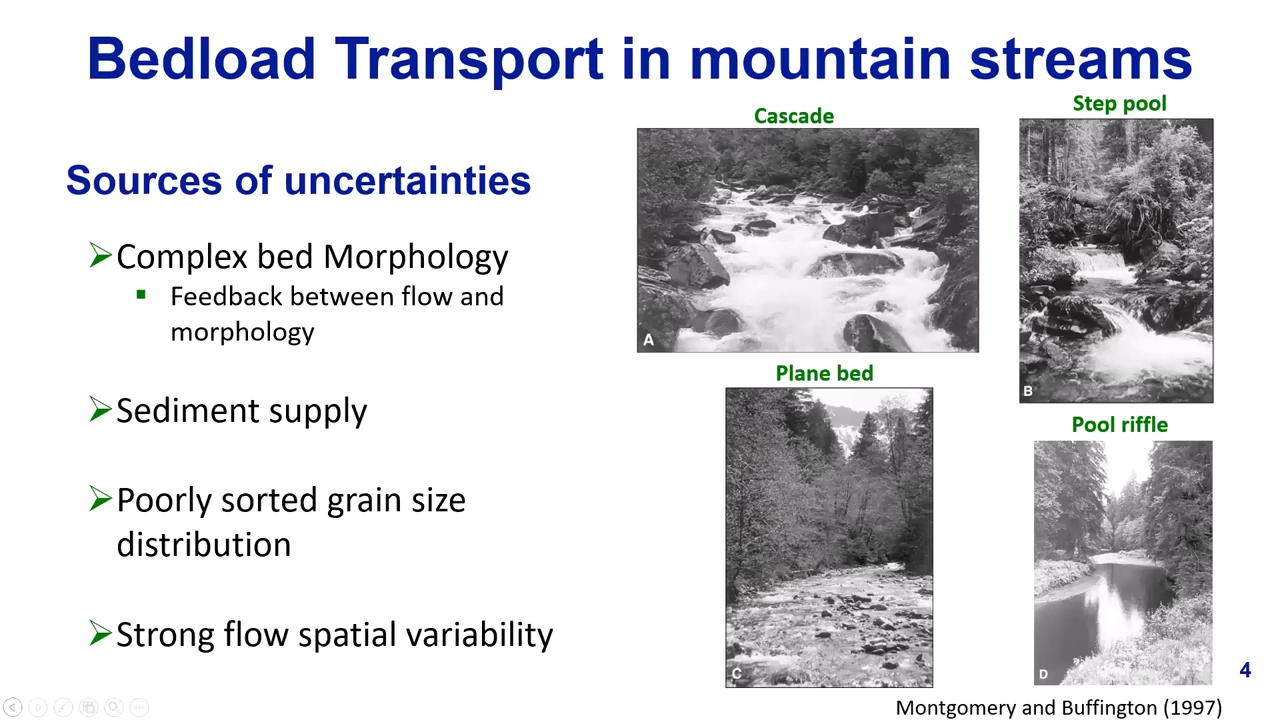 Bedload Transport in mountain streams
Sources of uncertainties
Complex bed Morphology
Feedback between flow and
morphology
Sediment supply
Poorly sorted grain size
distribution
Strong flow spatial variability
Cascade
A
Step pool
B
Plane bed
C
Pool riffle
D
4
Montgomery and Buffington (1997)